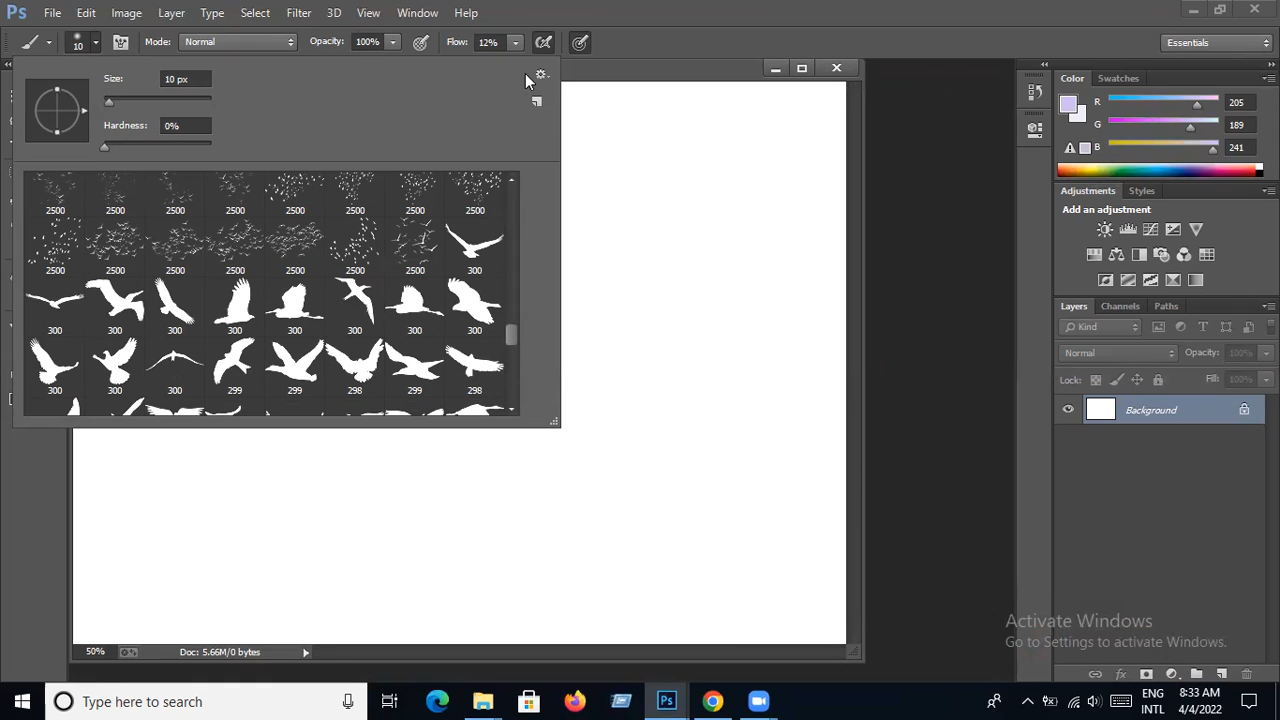 Ps File Edit Image Layer Type Select Filter 3D View Window Help
10 Mode: Normal Opacity: 100% Flow: 12% Essentials
Size: 10 px
Hardness: 0%
2500 2500 2500 2500 2500 2500 2500 2500
2500 2500 2500 2500 2500 2500 2500 300
300 300 300 300 300 300 300 300
300 300 300 299 299 298 299 298
Color Swatches
R 205
G 189
B 241
Adjustments Styles
Add an adjustment
Layers Channels Paths
Kind
Normal Opacity: 100%
Lock: Fill: 100%
Background
Activate Windows
Go to Settings to activate Windows.
50% Doc: 5.66M/0 bytes
Type here to search
Ps
ENG
INTL
8:33 AM
4/4/2022